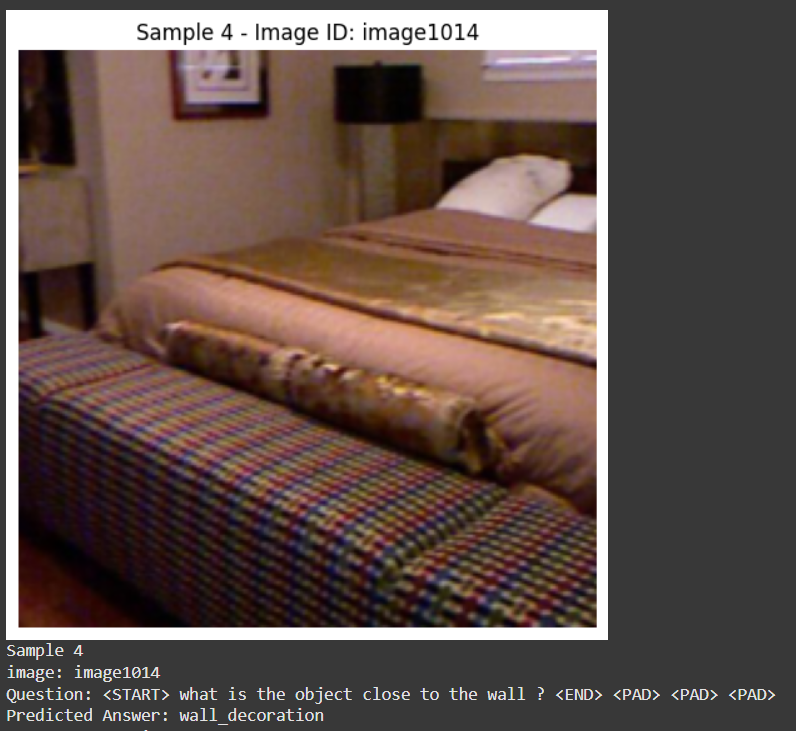 Sample 4 - Image ID: image1014
Sample 4
image: image1014
Question: <START> what is the object close to the wall ? <END> <PAD> <PAD> <PAD>
Predicted Answer: wall_decoration